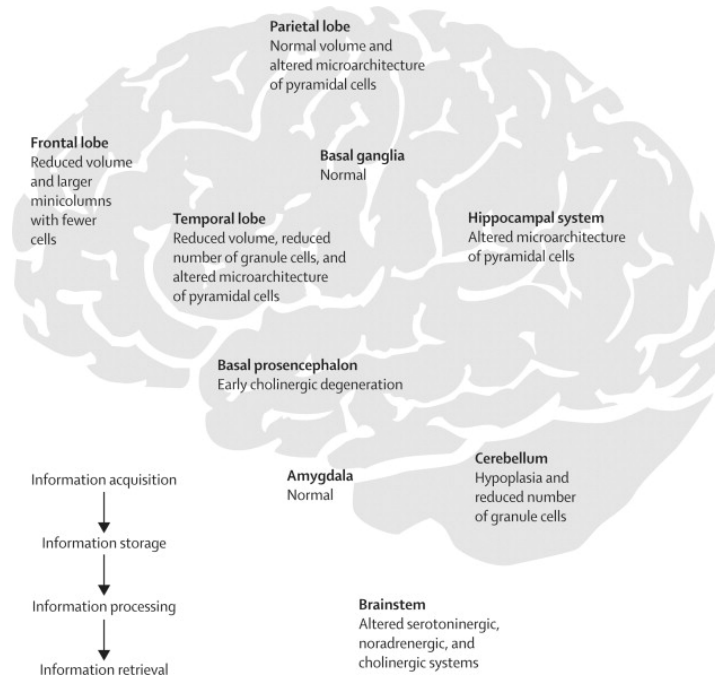 Parietal lobe
Normal volume and
altered microarchitecture
of pyramidal cells
Frontal lobe
Reduced volume
and larger
minicolumns
with fewer
cells
Basal ganglia
Normal
Temporal lobe
Reduced volume, reduced
number of granule cells, and
altered microarchitecture
of pyramidal cells
Hippocampal system
Altered microarchitecture
of pyramidal cells
Basal prosencephalon
Early cholinergic degeneration
Amygdala
Normal
Cerebellum
Hypoplasia and
reduced number
of granule cells
Information acquisition
Information storage
Information processing
Information retrieval
Brainstem
Altered serotoninergic,
noradrenergic, and
cholinergic systems